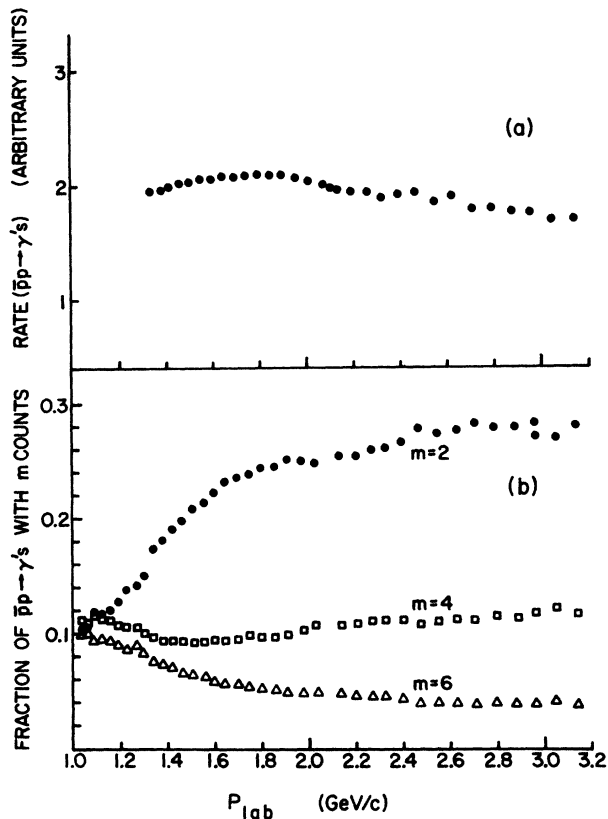 RATE (p̄p→γ's) (ARBITRARY UNITS)
3
2
1
(a)
FRACTION OF p̄p→γ's WITH m COUNTS
0.3
0.2
0.1
m=2
(b)
m=4
m=6
1.0 1.2 1.4 1.6 1.8 2.0 2.2 2.4 2.6 2.8 3.0 3.2
P_lab (GeV/c)